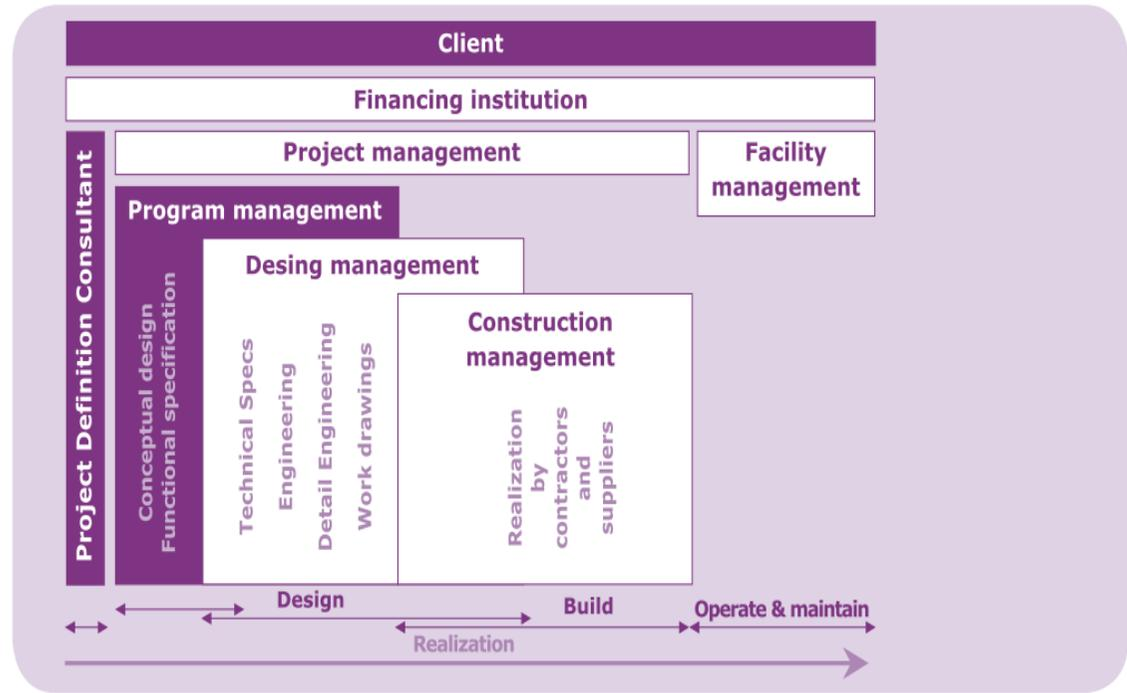 Client
Financing institution
Project management
Facility
management
Project Definition Consultant
Program management
Conceptual design
Functional specification
Desing management
Technical Specs
Engineering
Detail Engineering
Work drawings
Construction
management
Realization
by
contractors
and
suppliers
Design
Build
Operate & maintain
Realization